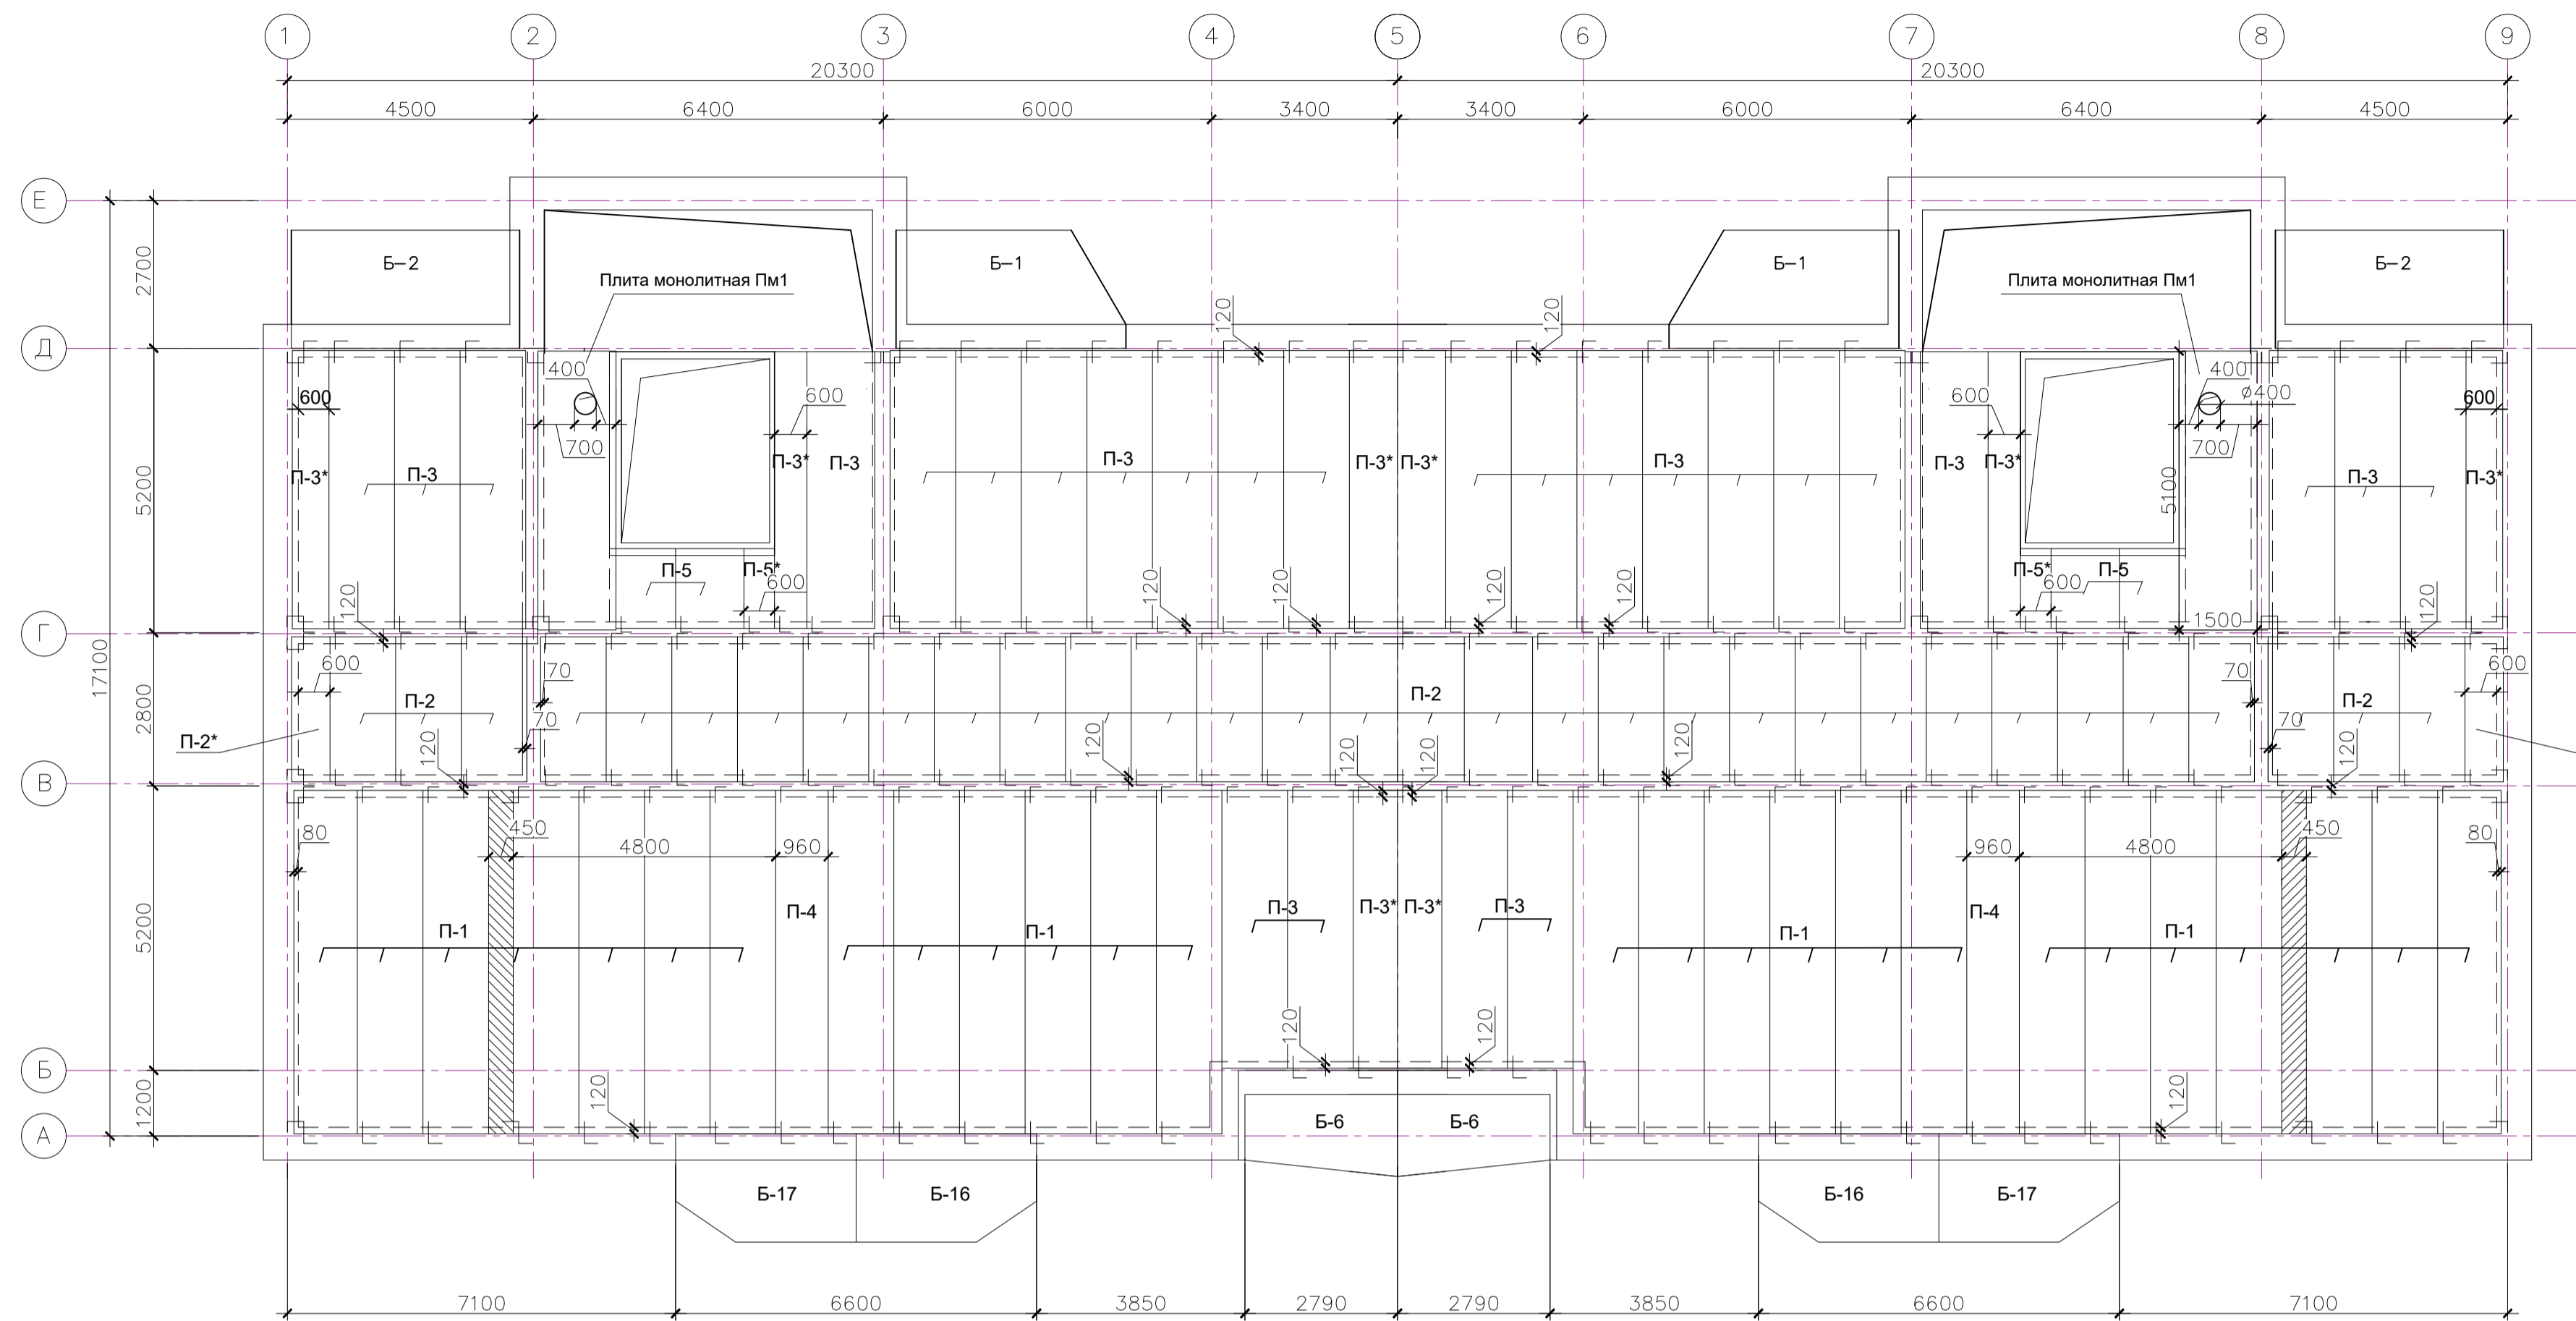 1 2 3 4 5 6 7 8 9
20300 20300
4500 6400 6000 3400 3400 6000 6400 4500
Е
Б-2 Б-1 Б-1 Б-2
2700
Плита монолитная Пм1 Плита монолитная Пм1
120 120
Д
400 400
600 600 600 ø400 600
700 700
П-3* П-3 П-3* П-3 П-3 П-3* П-3* П-3 П-3 П-3* П-3 П-3*
5200 5100
П-5 П-5* П-5* П-5
600 600
120 120 120 120 120 120
Г
1500
17100
600 70 70 600
2800
П-2 П-2 П-2
70 70
П-2*
120 120 120 120 120 120
В
80 450 450 80
4800 960 960 4800
П-4 П-4
П-3 П-3* П-3* П-3
5200
П-1 П-1 П-1 П-1
120 120
Б
1200
120 120
А
Б-6 Б-6
Б-17 Б-16 Б-16 Б-17
7100 6600 3850 2790 2790 3850 6600 7100